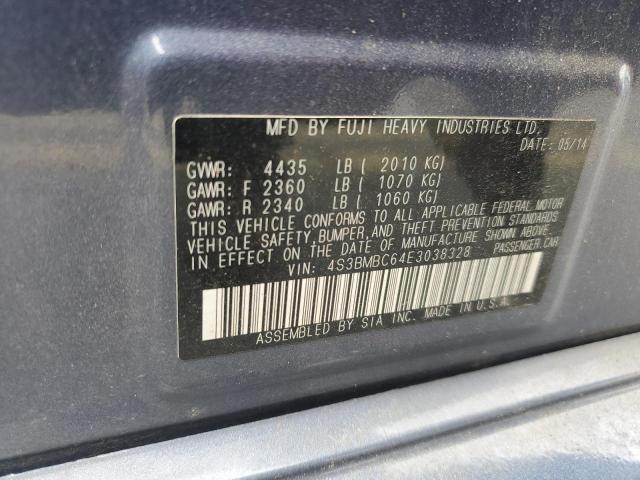 MFD BY FUJI HEAVY INDUSTRIES LTD.
DATE: 05/14
GVWR: 4435 LB ( 2010 KG)
GAWR: F 2360 LB ( 1070 KG)
GAWR: R 2340 LB ( 1060 KG)
THIS VEHICLE CONFORMS TO ALL APPLICABLE FEDERAL MOTOR
VEHICLE SAFETY, BUMPER, AND THEFT PREVENTION STANDARDS
IN EFFECT ON THE DATE OF MANUFACTURE SHOWN ABOVE.
VIN: 4S3BMBC64E3038328 PASSENGER CAR
ASSEMBLED BY SIA INC. MADE IN U.S.A.